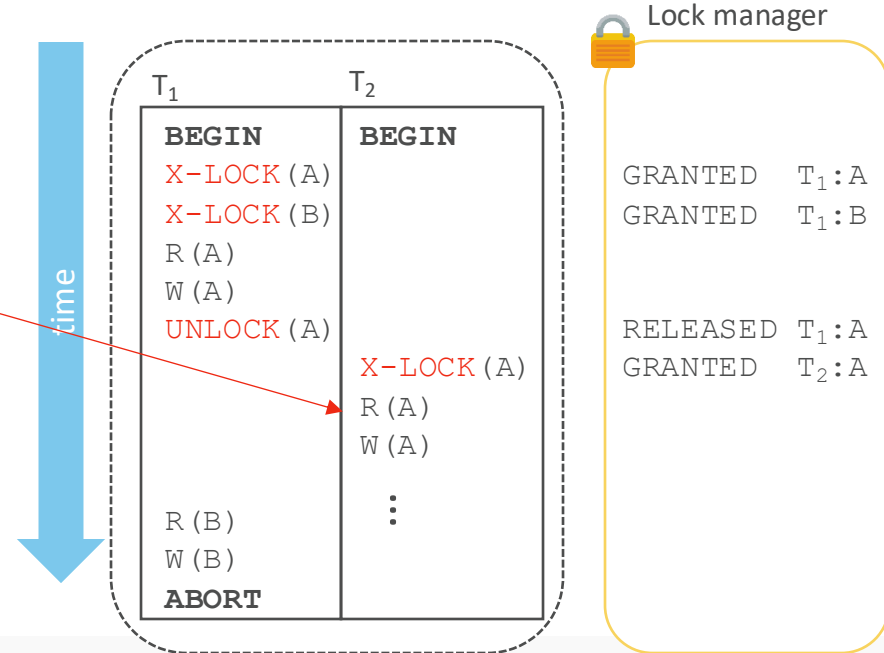 Lock manager
T₁ T₂
BEGIN BEGIN
X-LOCK(A) GRANTED T₁:A
X-LOCK(B) GRANTED T₁:B
R(A)
W(A)
time
UNLOCK(A) RELEASED T₁:A
X-LOCK(A) GRANTED T₂:A
R(A)
W(A)
⋮
R(B)
W(B)
ABORT